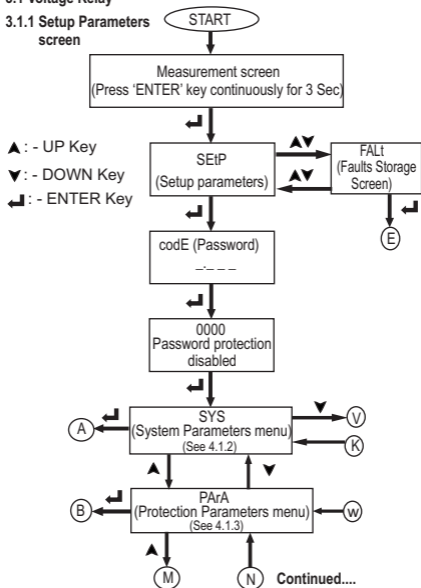 3.1 Voltage Relay
3.1.1 Setup Parameters
screen
START
Measurement screen
(Press 'ENTER' key continuously for 3 Sec)
: - UP Key
: - DOWN Key
: - ENTER Key
SEtP
(Setup parameters)
FALt
(Faults Storage
Screen)
E
codE (Password)
_._ _ _
0000
Password protection
disabled
SYS
(System Parameters menu)
(See 4.1.2)
A
V
K
PArA
(Protection Parameters menu)
(See 4.1.3)
B
w
M
N
Continued....